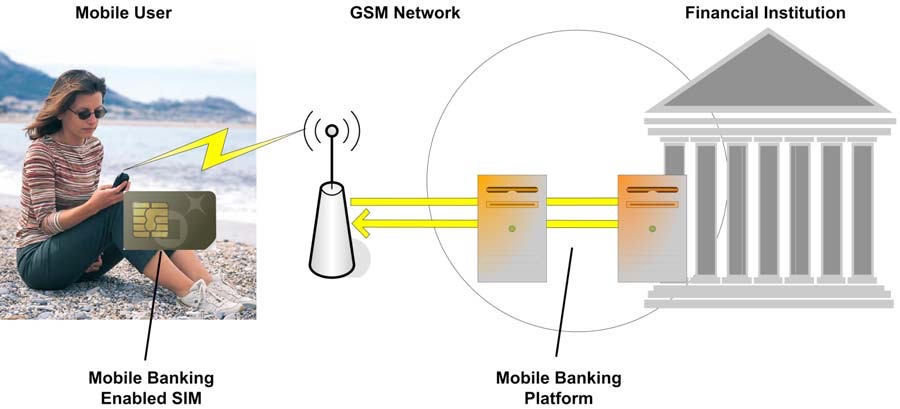 Mobile User
GSM Network
Financial Institution
Mobile Banking
Enabled SIM
Mobile Banking
Platform